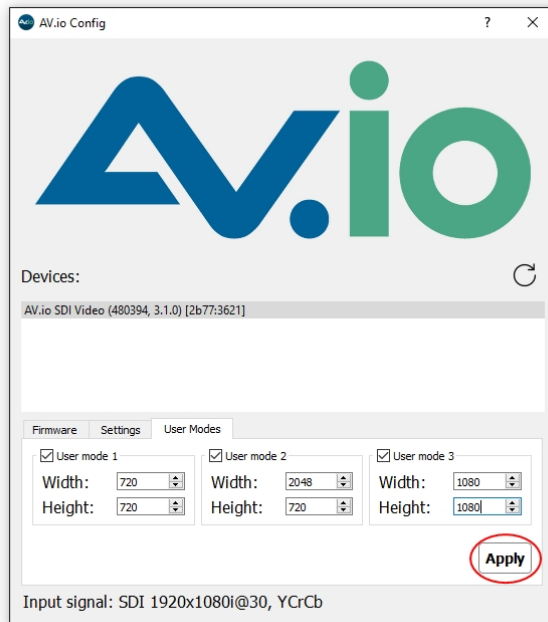 AV.io Config ? ×
AV.io
Devices:
AV.io SDI Video (480394, 3.1.0) [2b77:3621]
Firmware Settings User Modes
User mode 1 User mode 2 User mode 3
Width: 720 Width: 2048 Width: 1080
Height: 720 Height: 720 Height: 1080
Apply
Input signal: SDI 1920x1080i@30, YCrCb